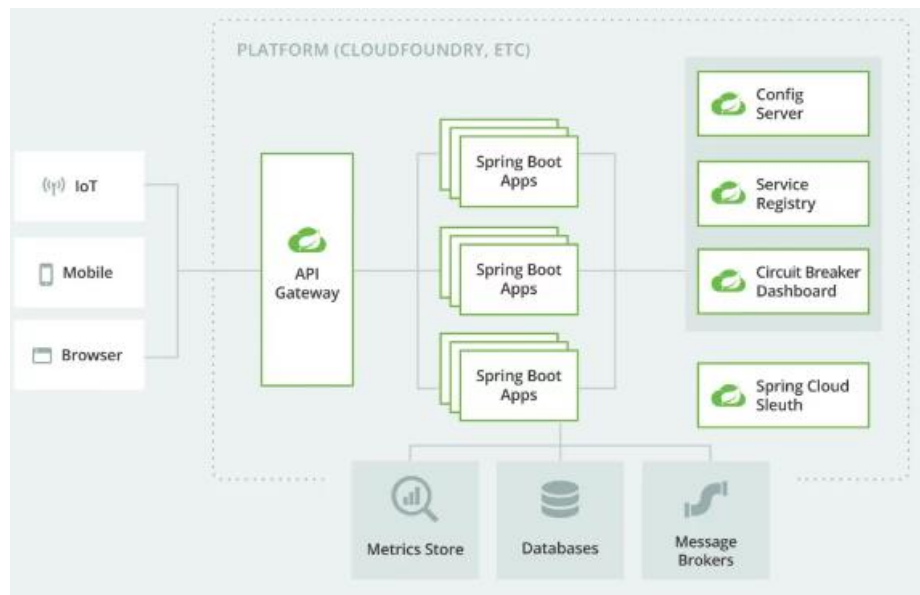 PLATFORM (CLOUDFOUNDRY, ETC)
IoT
Mobile
Browser
API
Gateway
Spring Boot
Apps
Spring Boot
Apps
Spring Boot
Apps
Config
Server
Service
Registry
Circuit Breaker
Dashboard
Spring Cloud
Sleuth
Metrics Store
Databases
Message
Brokers